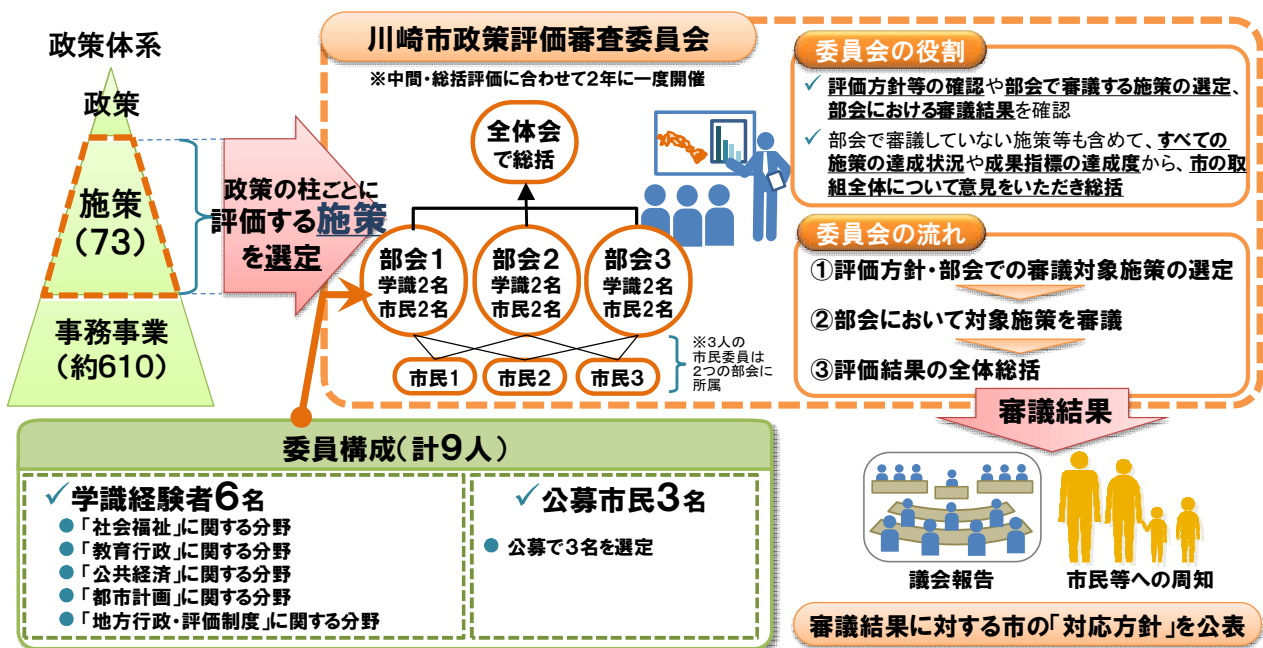 政策体系
政策
施策
(73)
事務事業
(約610)
政策の柱ごとに
評価する施策
を選定
川崎市政策評価審査委員会
※中間・総括評価に合わせて2年に一度開催
全体会
で総括
部会1
学識2名
市民2名
部会2
学識2名
市民2名
部会3
学識2名
市民2名
市民1
市民2
市民3
※3人の
市民委員は
2つの部会に
所属
委員会の役割
✓ 評価方針等の確認や部会で審議する施策の選定、
部会における審議結果を確認
✓ 部会で審議していない施策等も含めて、すべての
施策の達成状況や成果指標の達成度から、市の取
組全体について意見をいただき総括
委員会の流れ
①評価方針・部会での審議対象施策の選定
②部会において対象施策を審議
③評価結果の全体総括
審議結果
議会報告
市民等への周知
審議結果に対する市の「対応方針」を公表
委員構成(計9人)
✓学識経験者6名
●「社会福祉」に関する分野
●「教育行政」に関する分野
●「公共経済」に関する分野
●「都市計画」に関する分野
●「地方行政・評価制度」に関する分野
✓公募市民3名
● 公募で3名を選定